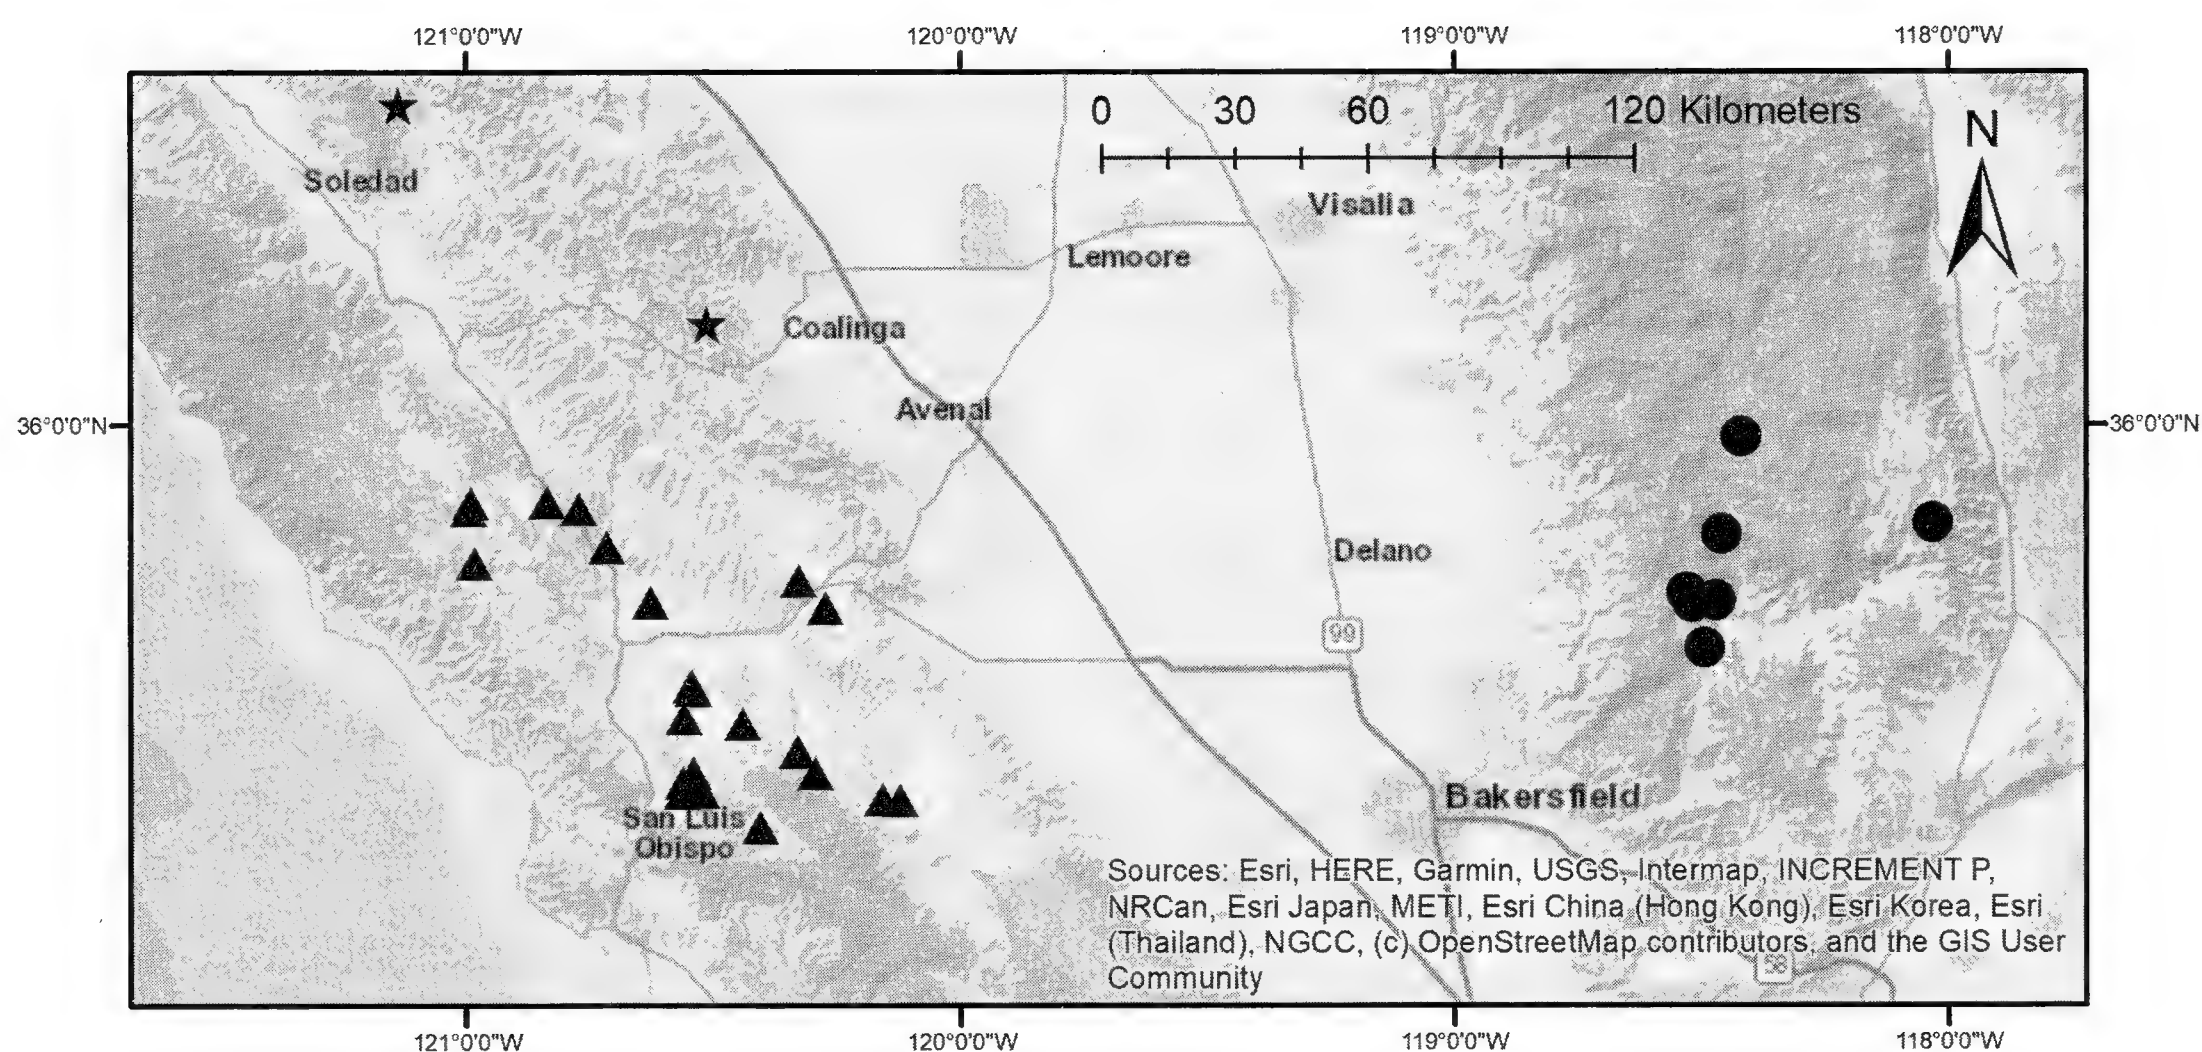 121°0'0"W 120°0'0"W 119°0'0"W 118°0'0"W
0 30 60 120 Kilometers
N
Soledad
Visalia
Lemoore
Coalinga
Avenal
36°0'0"N 36°0'0"N
Delano
99
Bakersfield
San Luis
Obispo
Sources: Esri, HERE, Garmin, USGS, Intermap, INCREMENT P,
NRCan, Esri Japan, METI, Esri China (Hong Kong), Esri Korea, Esri
(Thailand), NGCC, (c) OpenStreetMap contributors, and the GIS User
Community
58
121°0'0"W 120°0'0"W 119°0'0"W 118°0'0"W